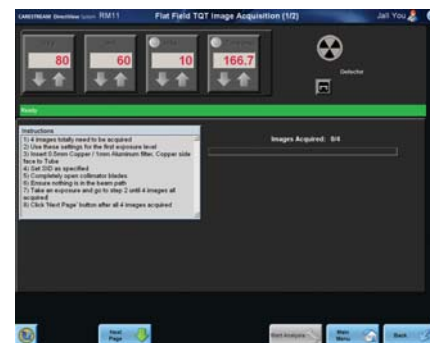 CARESTREAM DirectView System RM11
Flat Field TQT Image Acquisition (1/2)
Jali You
80
60
10
166.7
Detector
Ready
Instructions
1) 4 images totally need to be acquired
2) Use these settings for the first exposure level
3) Insert 0.5mm Copper / 1mm Aluminum filter, Copper side
face to Tube
4) Set SID as specified
5) Completely open collimator blades
6) Ensure nothing is in the beam path
7) Take an exposure and go to step 2 until 4 images all
acquired
8) Click 'Next Page' button after all 4 images acquired
Images Acquired: 0/4
Next
Page
Start Analysis
Main
Menu
Back